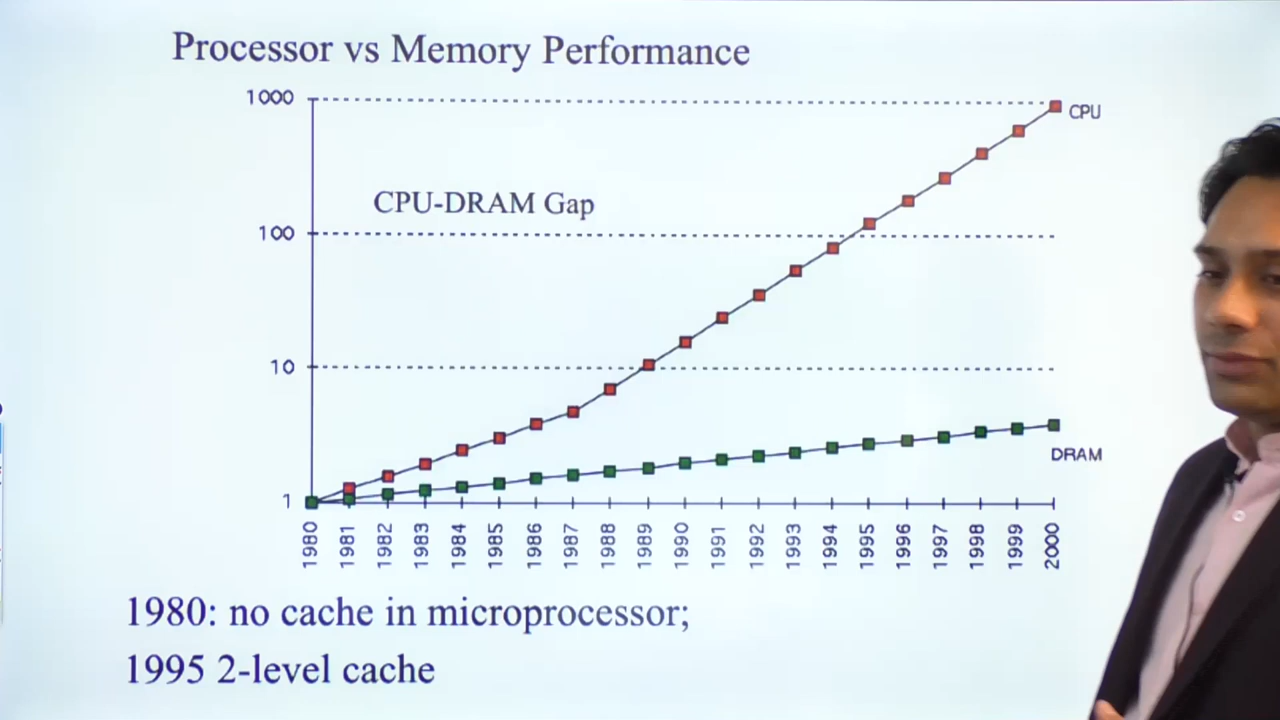 Processor vs Memory Performance
1000
CPU
CPU-DRAM Gap
100
10
DRAM
1
1980 1981 1982 1983 1984 1985 1986 1987 1988 1989 1990 1991 1992 1993 1994 1995 1996 1997 1998 1999 2000
1980: no cache in microprocessor;
1995 2-level cache